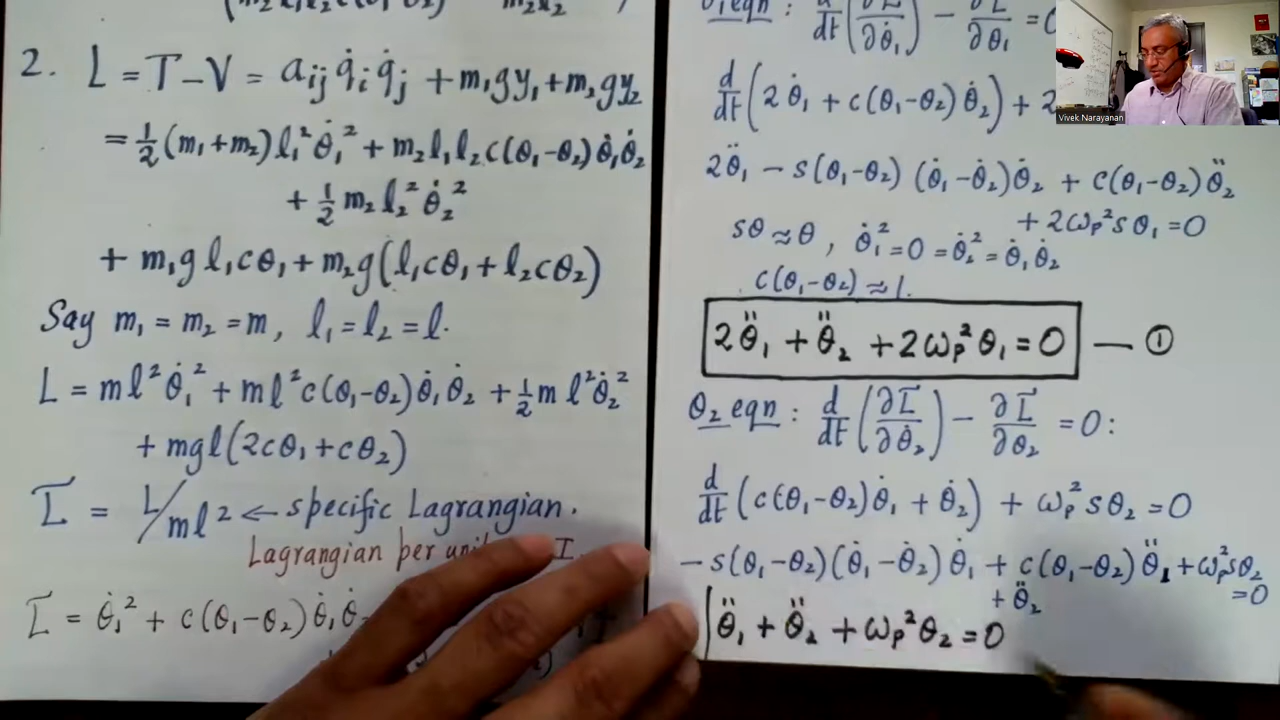 2. L = T − V = a_ij q̇_i q̇_j + m₁gy₁ + m₂gy₂
= ½(m₁+m₂)l₁²θ̇₁² + m₂l₁l₂c(θ₁−θ₂)θ̇₁θ̇₂
+ ½m₂l₂²θ̇₂²
+ m₁gl₁cθ₁ + m₂g(l₁cθ₁ + l₂cθ₂)
Say m₁ = m₂ = m, l₁ = l₂ = l.
L = ml²θ̇₁² + ml²c(θ₁−θ₂)θ̇₁θ̇₂ + ½ml²θ̇₂²
+ mgl(2cθ₁ + cθ₂)
𝓛 = L/ml² ← specific Lagrangian.
Lagrangian per
𝓛 = θ̇₁² + c(θ₁−θ₂)θ̇₁
eqn : d/dt(∂𝓛/∂θ̇₁) − ∂𝓛/∂θ₁ =
d/dt(2θ̇₁ + c(θ₁−θ₂)θ̇₂) + 2
2θ̈₁ − s(θ₁−θ₂)(θ̇₁−θ̇₂)θ̇₂ + c(θ₁−θ₂)θ̈₂
+ 2ω_p²sθ₁ = 0
sθ ≈ θ, θ̇₁² = 0 = θ̇₂² = θ̇₁θ̇₂
c(θ₁−θ₂) ≈ 1.
2θ̈₁ + θ̈₂ + 2ω_p²θ₁ = 0 — ①
θ₂ eqn : d/dt(∂𝓛/∂θ̇₂) − ∂𝓛/∂θ₂ = 0:
d/dt(c(θ₁−θ₂)θ̇₁ + θ̇₂) + ω_p²sθ₂ = 0
−s(θ₁−θ₂)(θ̇₁−θ̇₂)θ̇₁ + c(θ₁−θ₂)θ̈₁ + ω_p²sθ₂
+ θ̈₂ = 0
θ̈₁ + θ̈₂ + ω_p²θ₂ = 0
Vivek Narayanan